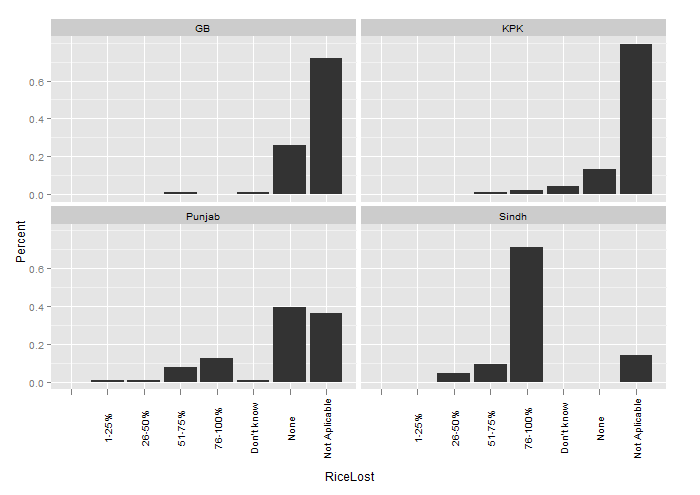 GB
KPK
0.6
0.4
0.2
0.0
Punjab
Sindh
0.6
0.4
0.2
0.0
Percent
1-25%
26-50%
51-75%
76-100%
Don't know
None
Not Aplicable
1-25%
26-50%
51-75%
76-100%
Don't know
None
Not Aplicable
RiceLost